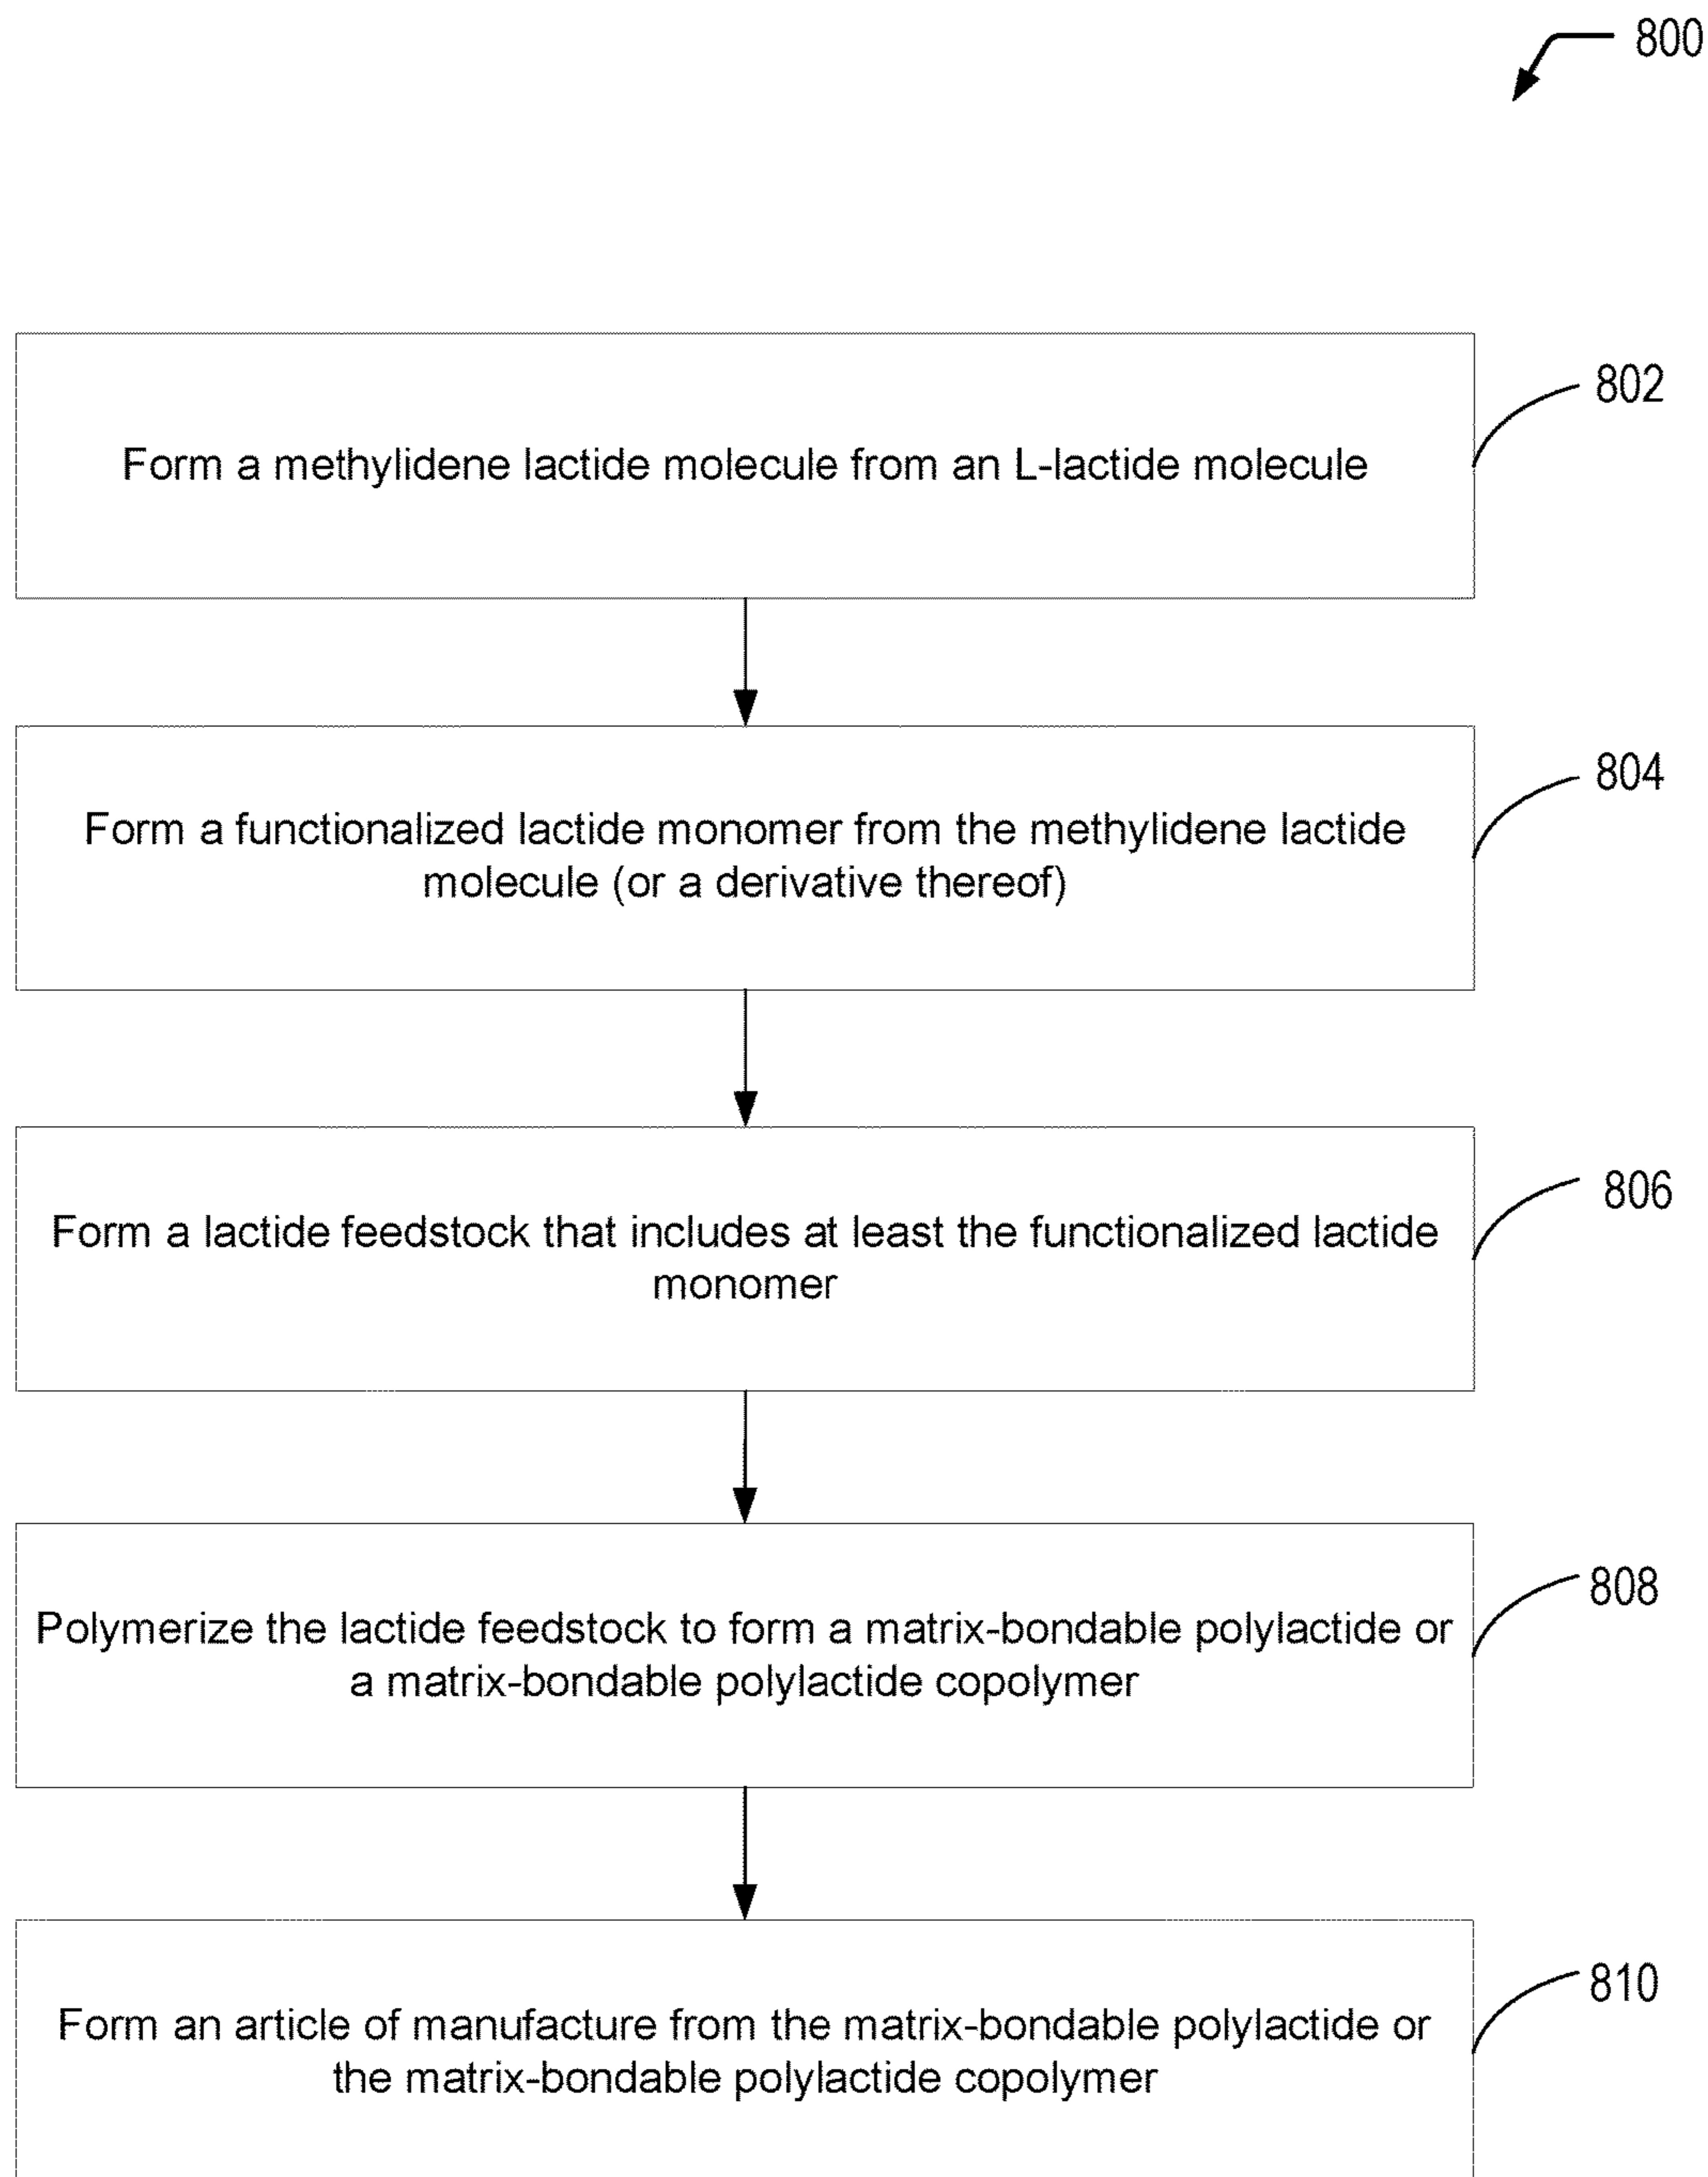 800
802
Form a methylidene lactide molecule from an L-lactide molecule
804
Form a functionalized lactide monomer from the methylidene lactide
molecule (or a derivative thereof)
806
Form a lactide feedstock that includes at least the functionalized lactide
monomer
808
Polymerize the lactide feedstock to form a matrix-bondable polylactide or
a matrix-bondable polylactide copolymer
810
Form an article of manufacture from the matrix-bondable polylactide or
the matrix-bondable polylactide copolymer